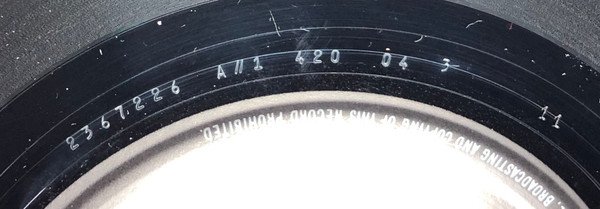 2367226 A//1 420 04 3 11
, BROADCASTING AND COPYING OF THIS RECORD PROHIBITED